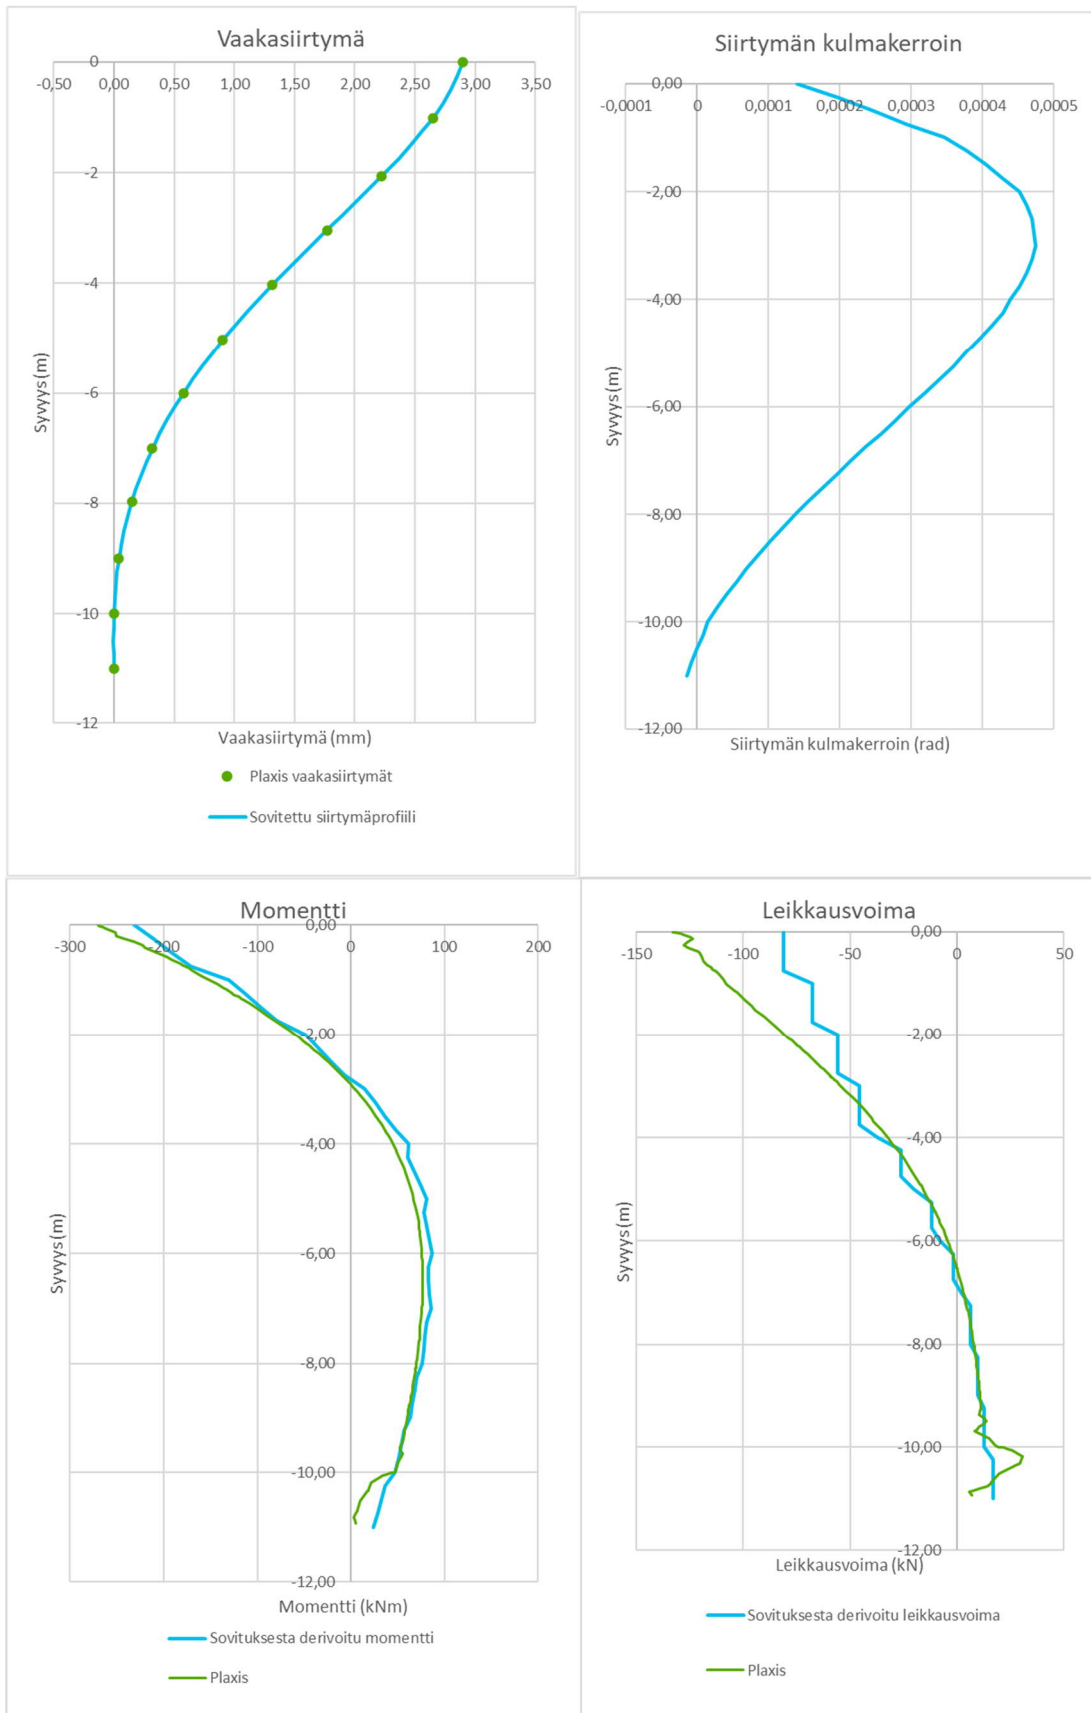 Vaakasiirtymä
0
-0,50 0,00 0,50 1,00 1,50 2,00 2,50 3,00 3,50
-2
-4
-6
-8
-10
-12
Syvyys (m)
Vaakasiirtymä (mm)
Plaxis vaakasiirtymät
Sovitettu siirtymäprofiili
Siirtymän kulmakerroin
0,00
-0,0001 0 0,0001 0,0002 0,0003 0,0004 0,0005
-2,00
-4,00
-6,00
-8,00
-10,00
-12,00
Syvyys (m)
Siirtymän kulmakerroin (rad)
Momentti
0,00
-300 -200 -100 0 100 200
-2,00
-4,00
-6,00
-8,00
-10,00
-12,00
Syvyys (m)
Momentti (kNm)
Sovituksesta derivoitu momentti
Plaxis
Leikkausvoima
0,00
-150 -100 -50 0 50
-2,00
-4,00
-6,00
-8,00
-10,00
-12,00
Syvyys (m)
Leikkausvoima (kN)
Sovituksesta derivoitu leikkausvoima
Plaxis